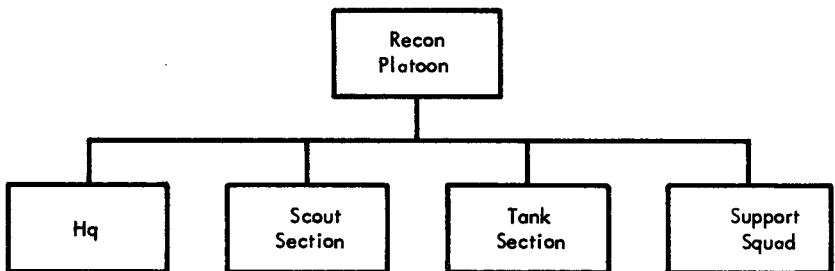 Recon
Platoon
Hq
Scout
Section
Tank
Section
Support
Squad